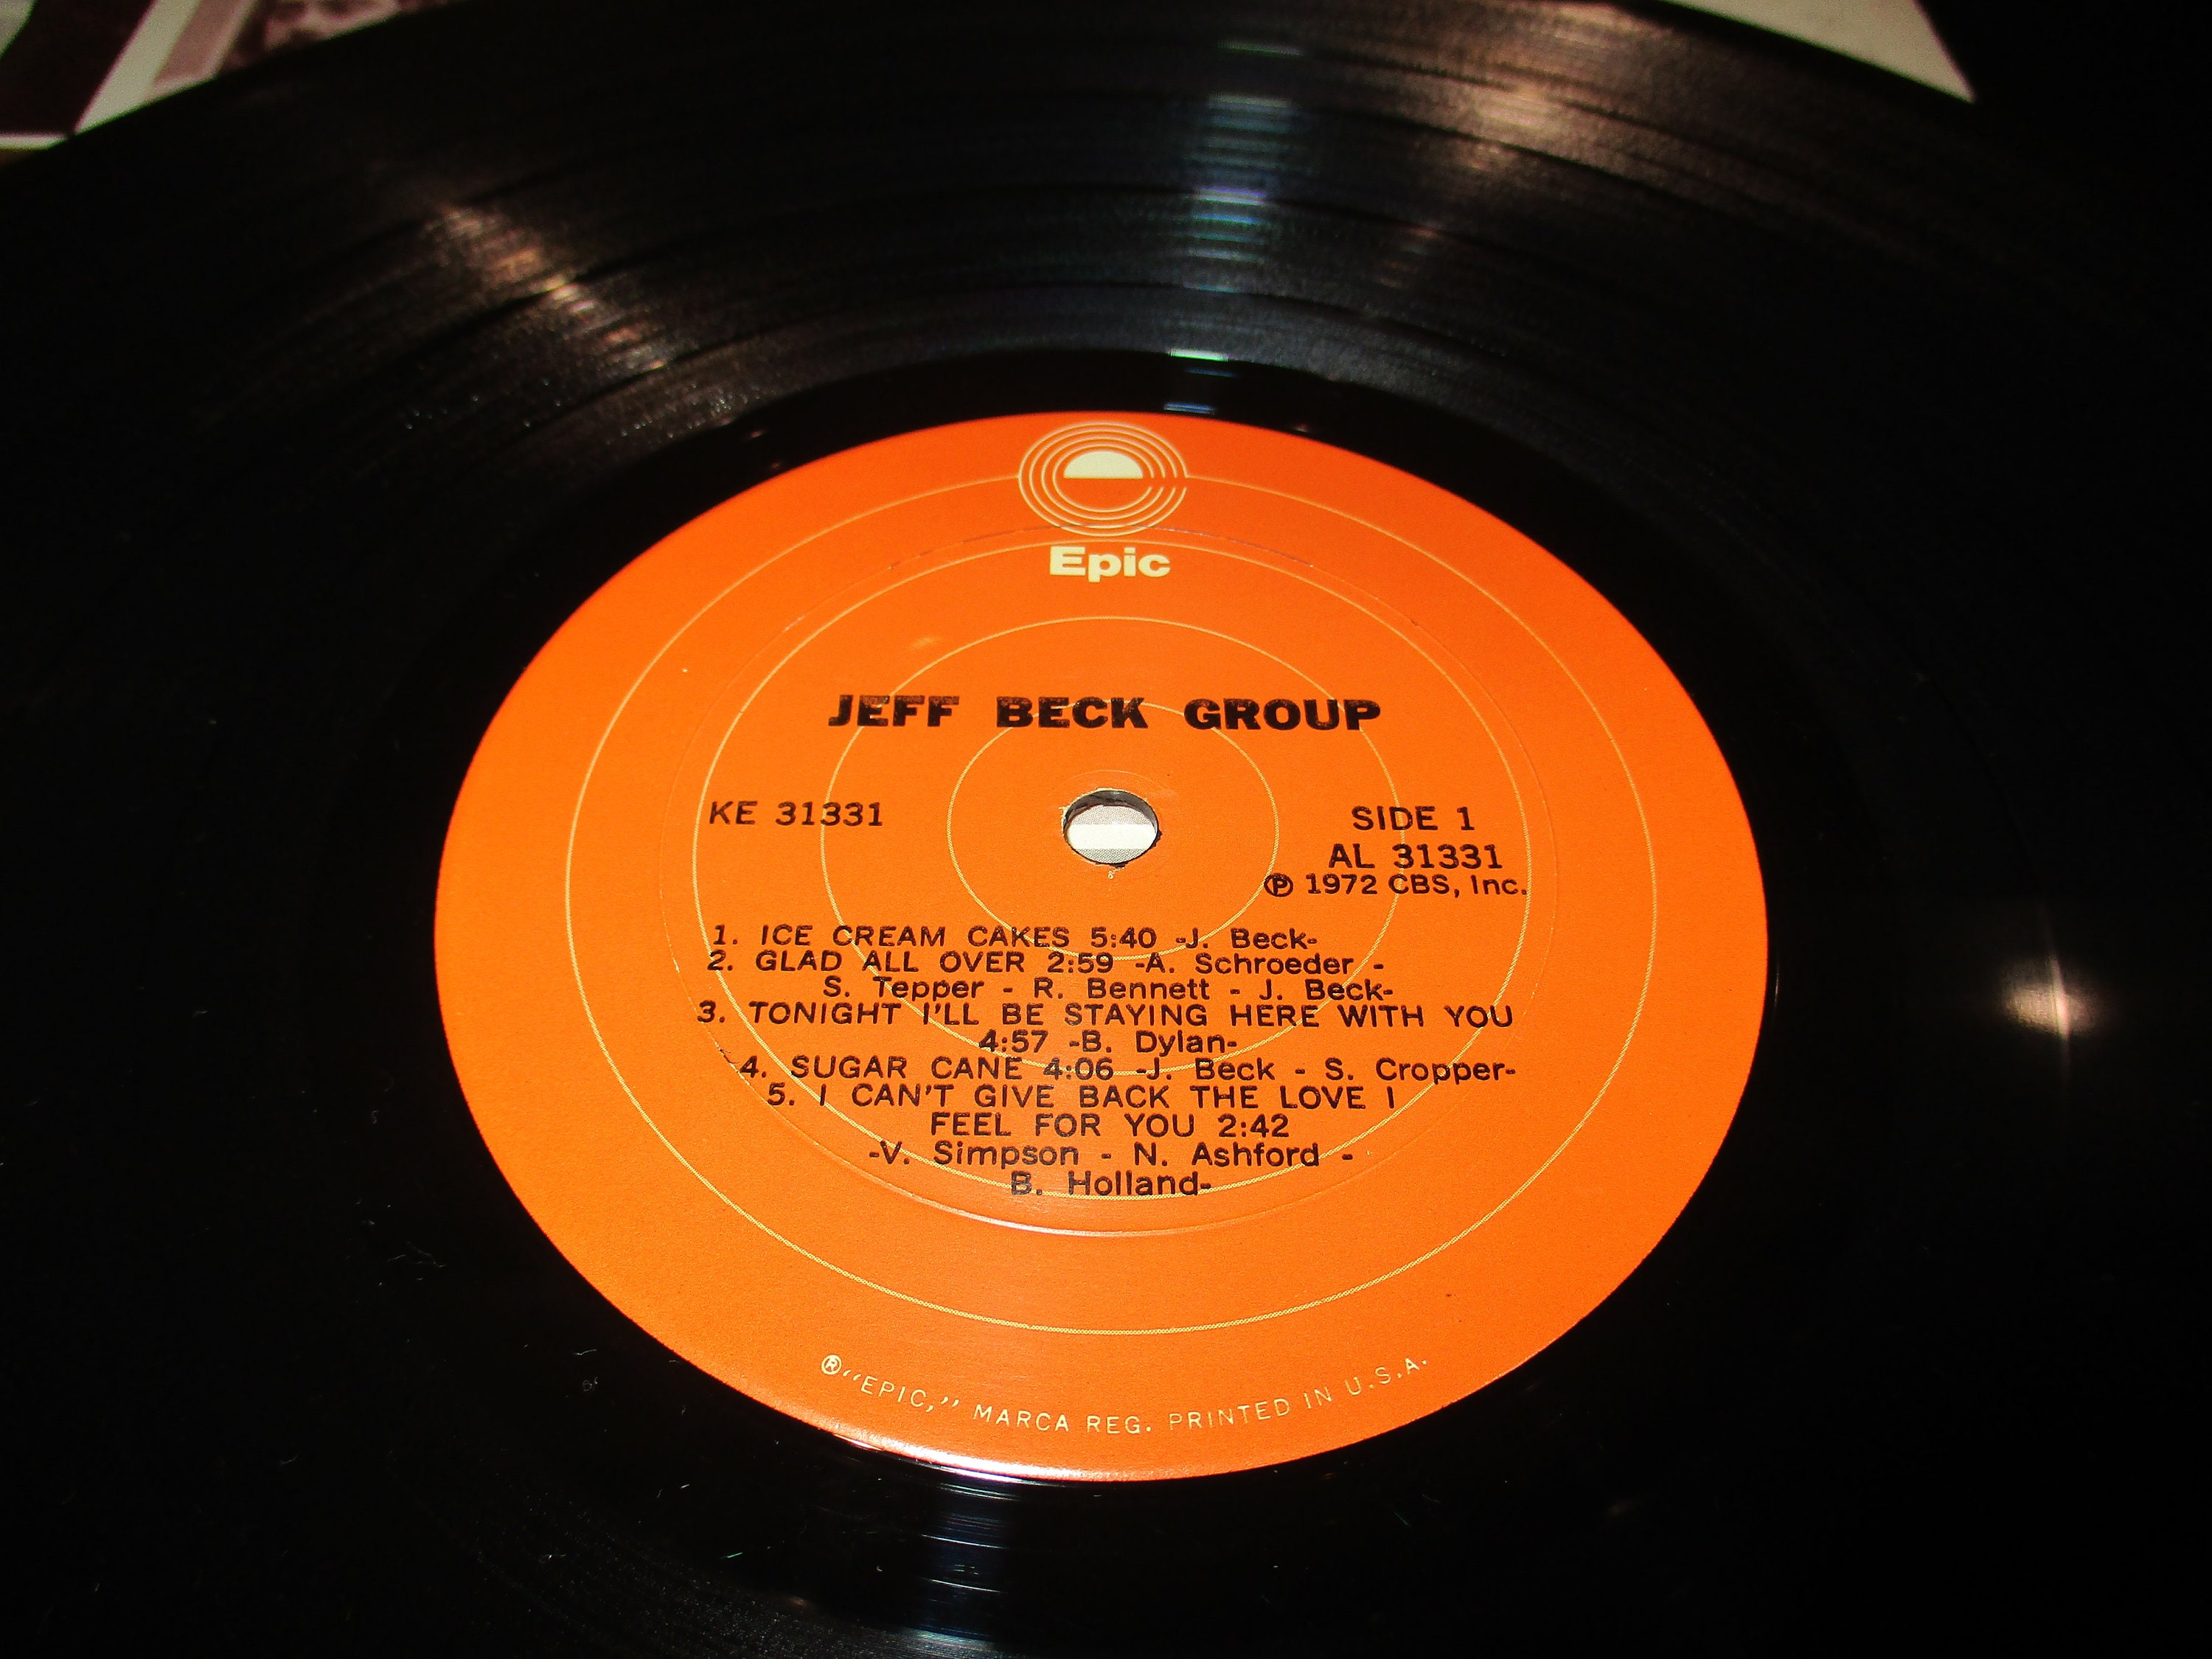 Epic
JEFF BECK GROUP
KE 31331
SIDE 1
AL 31331
Ⓟ 1972 CBS, Inc.
1. ICE CREAM CAKES 5:40 -J. Beck-
2. GLAD ALL OVER 2:59 -A. Schroeder -
S. Tepper - R. Bennett - J. Beck-
3. TONIGHT I'LL BE STAYING HERE WITH YOU
4:57 -B. Dylan-
4. SUGAR CANE 4:06 -J. Beck - S. Cropper-
5. I CAN'T GIVE BACK THE LOVE I
FEEL FOR YOU 2:42
-V. Simpson - N. Ashford -
B. Holland-
®“EPIC,” MARCA REG. PRINTED IN U.S.A.